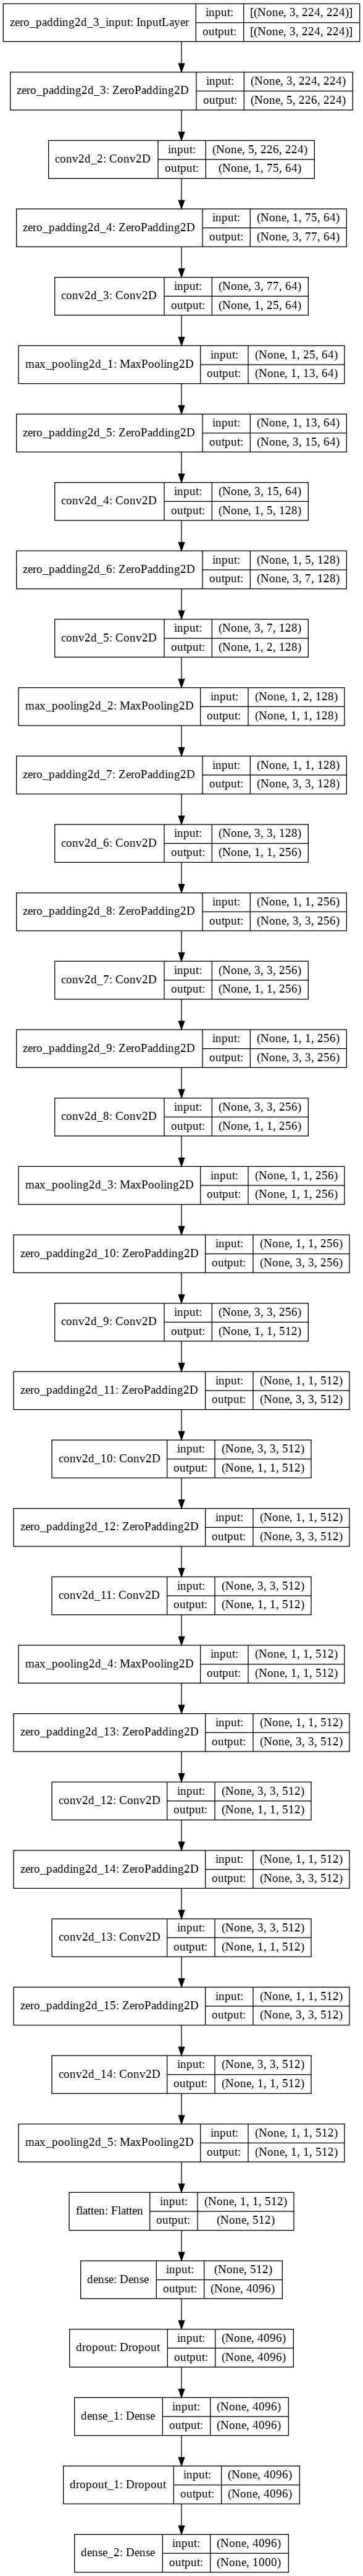 zero_padding2d_3_input: InputLayer input: [(None, 3, 224, 224)]
output: [(None, 3, 224, 224)]
zero_padding2d_3: ZeroPadding2D input: (None, 3, 224, 224)
output: (None, 5, 226, 224)
conv2d_2: Conv2D input: (None, 5, 226, 224)
output: (None, 1, 75, 64)
zero_padding2d_4: ZeroPadding2D input: (None, 1, 75, 64)
output: (None, 3, 77, 64)
conv2d_3: Conv2D input: (None, 3, 77, 64)
output: (None, 1, 25, 64)
max_pooling2d_1: MaxPooling2D input: (None, 1, 25, 64)
output: (None, 1, 13, 64)
zero_padding2d_5: ZeroPadding2D input: (None, 1, 13, 64)
output: (None, 3, 15, 64)
conv2d_4: Conv2D input: (None, 3, 15, 64)
output: (None, 1, 5, 128)
zero_padding2d_6: ZeroPadding2D input: (None, 1, 5, 128)
output: (None, 3, 7, 128)
conv2d_5: Conv2D input: (None, 3, 7, 128)
output: (None, 1, 2, 128)
max_pooling2d_2: MaxPooling2D input: (None, 1, 2, 128)
output: (None, 1, 1, 128)
zero_padding2d_7: ZeroPadding2D input: (None, 1, 1, 128)
output: (None, 3, 3, 128)
conv2d_6: Conv2D input: (None, 3, 3, 128)
output: (None, 1, 1, 256)
zero_padding2d_8: ZeroPadding2D input: (None, 1, 1, 256)
output: (None, 3, 3, 256)
conv2d_7: Conv2D input: (None, 3, 3, 256)
output: (None, 1, 1, 256)
zero_padding2d_9: ZeroPadding2D input: (None, 1, 1, 256)
output: (None, 3, 3, 256)
conv2d_8: Conv2D input: (None, 3, 3, 256)
output: (None, 1, 1, 256)
max_pooling2d_3: MaxPooling2D input: (None, 1, 1, 256)
output: (None, 1, 1, 256)
zero_padding2d_10: ZeroPadding2D input: (None, 1, 1, 256)
output: (None, 3, 3, 256)
conv2d_9: Conv2D input: (None, 3, 3, 256)
output: (None, 1, 1, 512)
zero_padding2d_11: ZeroPadding2D input: (None, 1, 1, 512)
output: (None, 3, 3, 512)
conv2d_10: Conv2D input: (None, 3, 3, 512)
output: (None, 1, 1, 512)
zero_padding2d_12: ZeroPadding2D input: (None, 1, 1, 512)
output: (None, 3, 3, 512)
conv2d_11: Conv2D input: (None, 3, 3, 512)
output: (None, 1, 1, 512)
max_pooling2d_4: MaxPooling2D input: (None, 1, 1, 512)
output: (None, 1, 1, 512)
zero_padding2d_13: ZeroPadding2D input: (None, 1, 1, 512)
output: (None, 3, 3, 512)
conv2d_12: Conv2D input: (None, 3, 3, 512)
output: (None, 1, 1, 512)
zero_padding2d_14: ZeroPadding2D input: (None, 1, 1, 512)
output: (None, 3, 3, 512)
conv2d_13: Conv2D input: (None, 3, 3, 512)
output: (None, 1, 1, 512)
zero_padding2d_15: ZeroPadding2D input: (None, 1, 1, 512)
output: (None, 3, 3, 512)
conv2d_14: Conv2D input: (None, 3, 3, 512)
output: (None, 1, 1, 512)
max_pooling2d_5: MaxPooling2D input: (None, 1, 1, 512)
output: (None, 1, 1, 512)
flatten: Flatten input: (None, 1, 1, 512)
output: (None, 512)
dense: Dense input: (None, 512)
output: (None, 4096)
dropout: Dropout input: (None, 4096)
output: (None, 4096)
dense_1: Dense input: (None, 4096)
output: (None, 4096)
dropout_1: Dropout input: (None, 4096)
output: (None, 4096)
dense_2: Dense input: (None, 4096)
output: (None, 1000)